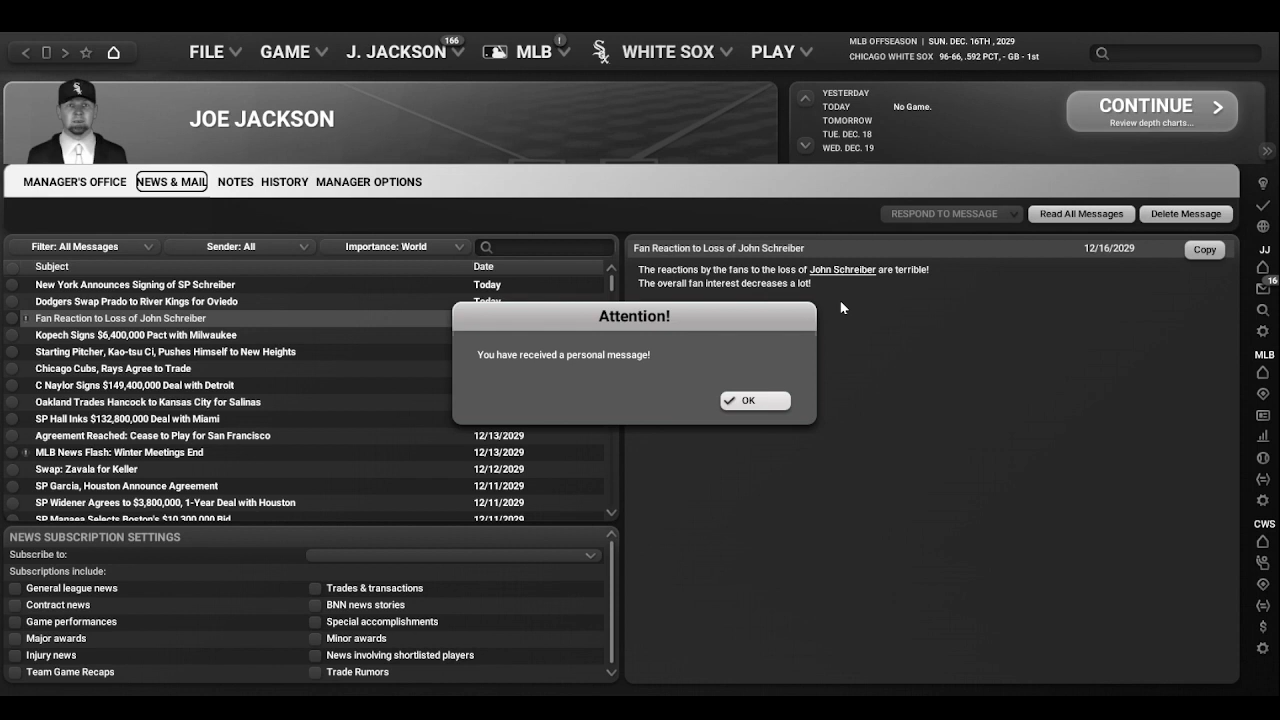 FILE GAME J. JACKSON 166 MLB ! WHITE SOX PLAY
MLB OFFSEASON | SUN. DEC. 16TH , 2029
CHICAGO WHITE SOX 96-66, .592 PCT, - GB - 1st
JOE JACKSON
YESTERDAY
TODAY No Game.
TOMORROW
TUE. DEC. 18
WED. DEC. 19
CONTINUE
Review depth charts...
MANAGER'S OFFICE NEWS & MAIL NOTES HISTORY MANAGER OPTIONS
RESPOND TO MESSAGE Read All Messages Delete Message
Filter: All Messages Sender: All Importance: World
Subject Date
New York Announces Signing of SP Schreiber Today
Dodgers Swap Prado to River Kings for Oviedo Today
Fan Reaction to Loss of John Schreiber
Kopech Signs $6,400,000 Pact with Milwaukee
Starting Pitcher, Kao-tsu Ci, Pushes Himself to New Heights
Chicago Cubs, Rays Agree to Trade
C Naylor Signs $149,400,000 Deal with Detroit
Oakland Trades Hancock to Kansas City for Salinas
SP Hall Inks $132,800,000 Deal with Miami
Agreement Reached: Cease to Play for San Francisco 12/13/2029
MLB News Flash: Winter Meetings End 12/13/2029
Swap: Zavala for Keller 12/12/2029
SP Garcia, Houston Announce Agreement 12/11/2029
SP Widener Agrees to $3,800,000, 1-Year Deal with Houston 12/11/2029
SP Manaea Selects Boston's $10,300,000 Bid 12/11/2029
Fan Reaction to Loss of John Schreiber 12/16/2029 Copy
The reactions by the fans to the loss of John Schreiber are terrible!
The overall fan interest decreases a lot!
Attention!
You have received a personal message!
OK
NEWS SUBSCRIPTION SETTINGS
Subscribe to:
Subscriptions include:
General league news Trades & transactions
Contract news BNN news stories
Game performances Special accomplishments
Major awards Minor awards
Injury news News involving shortlisted players
Team Game Recaps Trade Rumors
JJ
16
MLB
CWS